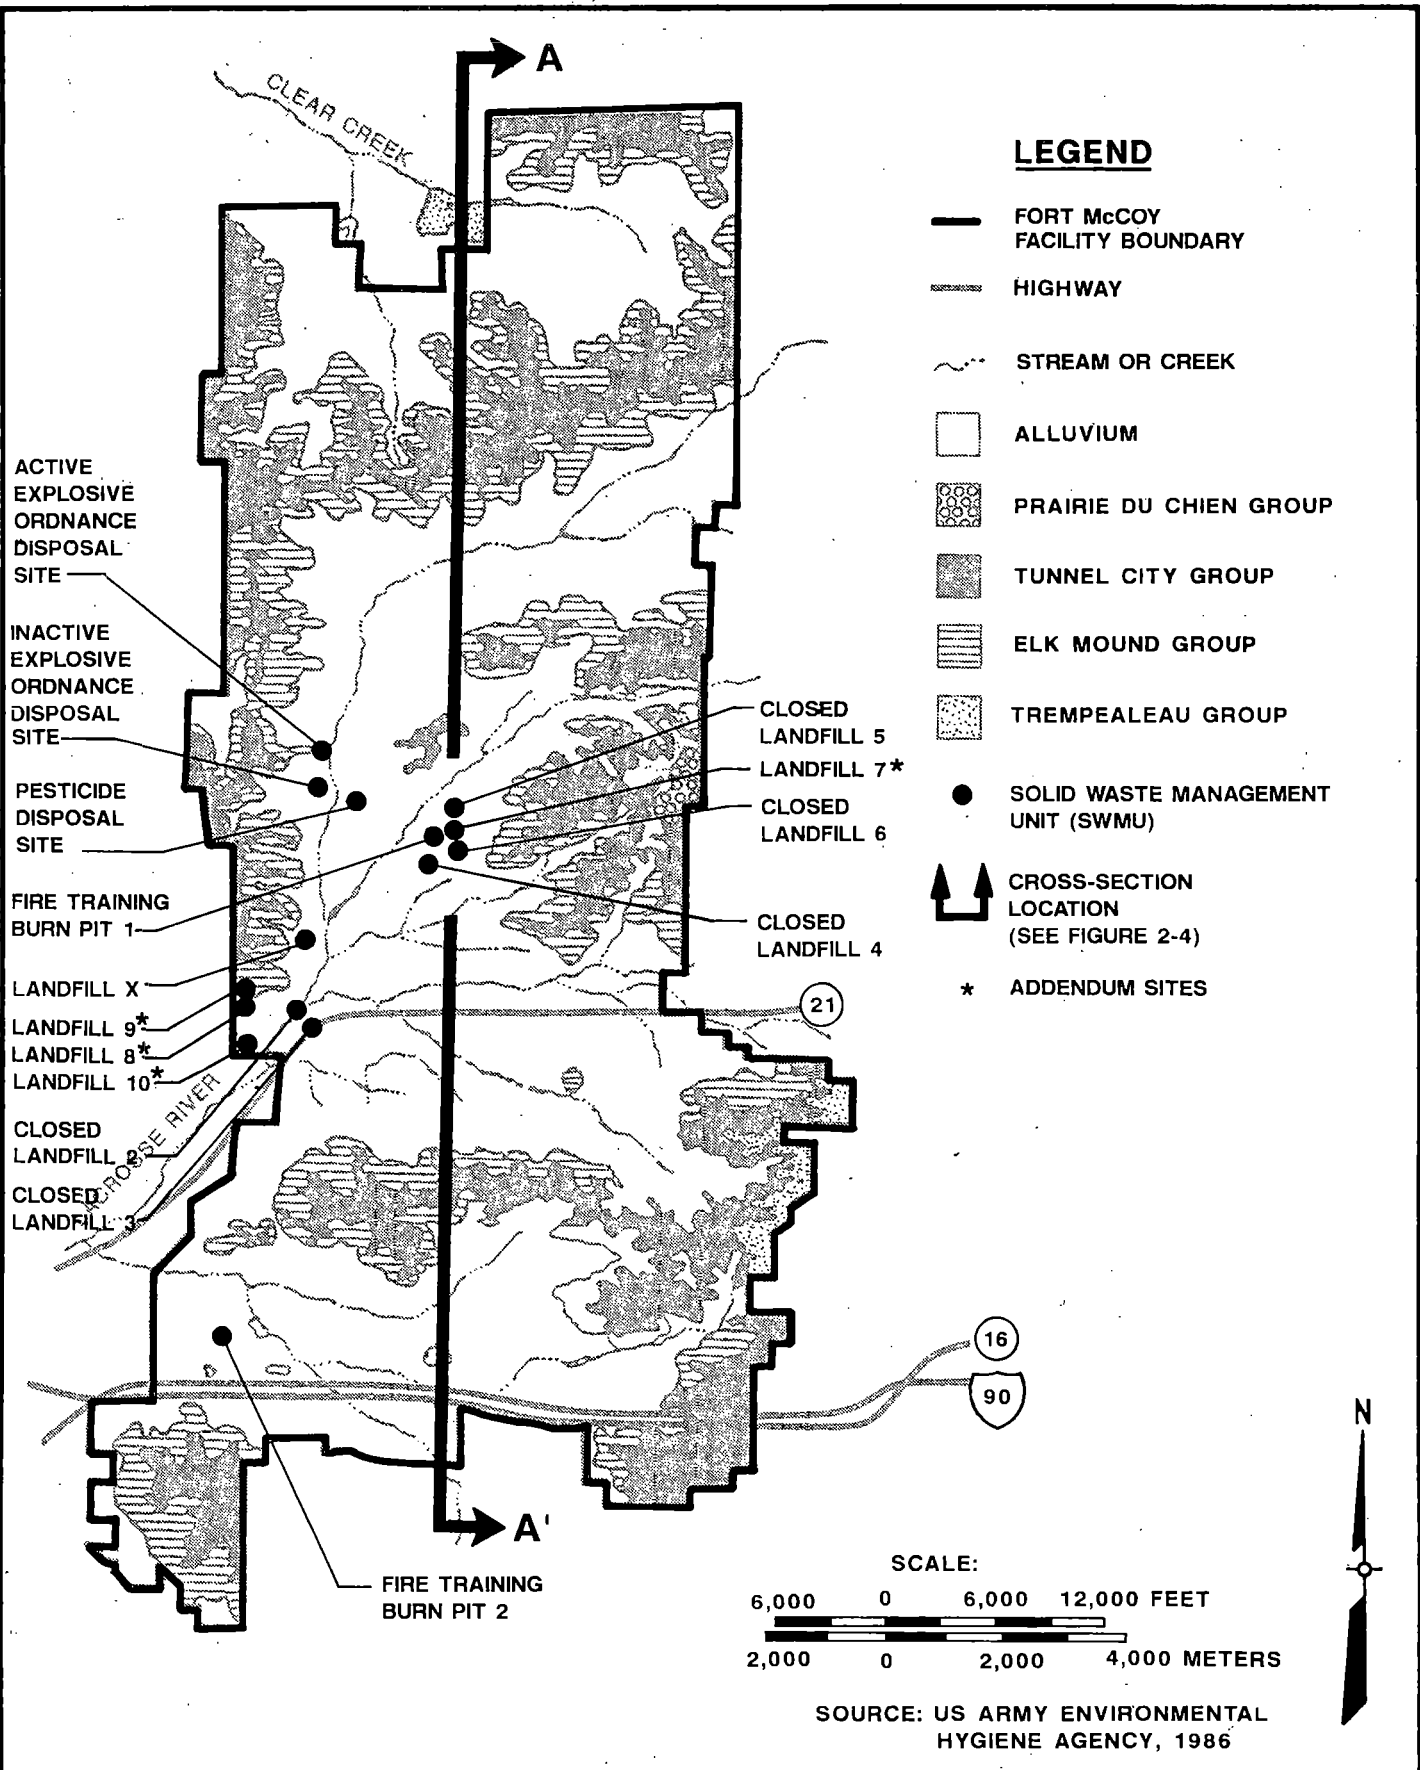 A
CLEAR CREEK
LEGEND
FORT McCOY
FACILITY BOUNDARY
HIGHWAY
STREAM OR CREEK
ALLUVIUM
PRAIRIE DU CHIEN GROUP
TUNNEL CITY GROUP
ELK MOUND GROUP
TREMPEALEAU GROUP
SOLID WASTE MANAGEMENT
UNIT (SWMU)
CROSS-SECTION
LOCATION
(SEE FIGURE 2-4)
* ADDENDUM SITES
ACTIVE
EXPLOSIVE
ORDNANCE
DISPOSAL
SITE
INACTIVE
EXPLOSIVE
ORDNANCE
DISPOSAL
SITE
PESTICIDE
DISPOSAL
SITE
FIRE TRAINING
BURN PIT 1
LANDFILL X
LANDFILL 9*
LANDFILL 8*
LANDFILL 10*
CLOSED
LANDFILL 2
CLOSED
LANDFILL 3
CROSSE RIVER
CLOSED
LANDFILL 5
LANDFILL 7*
CLOSED
LANDFILL 6
CLOSED
LANDFILL 4
21
16
90
A'
FIRE TRAINING
BURN PIT 2
N
SCALE:
6,000 0 6,000 12,000 FEET
2,000 0 2,000 4,000 METERS
SOURCE: US ARMY ENVIRONMENTAL
HYGIENE AGENCY, 1986